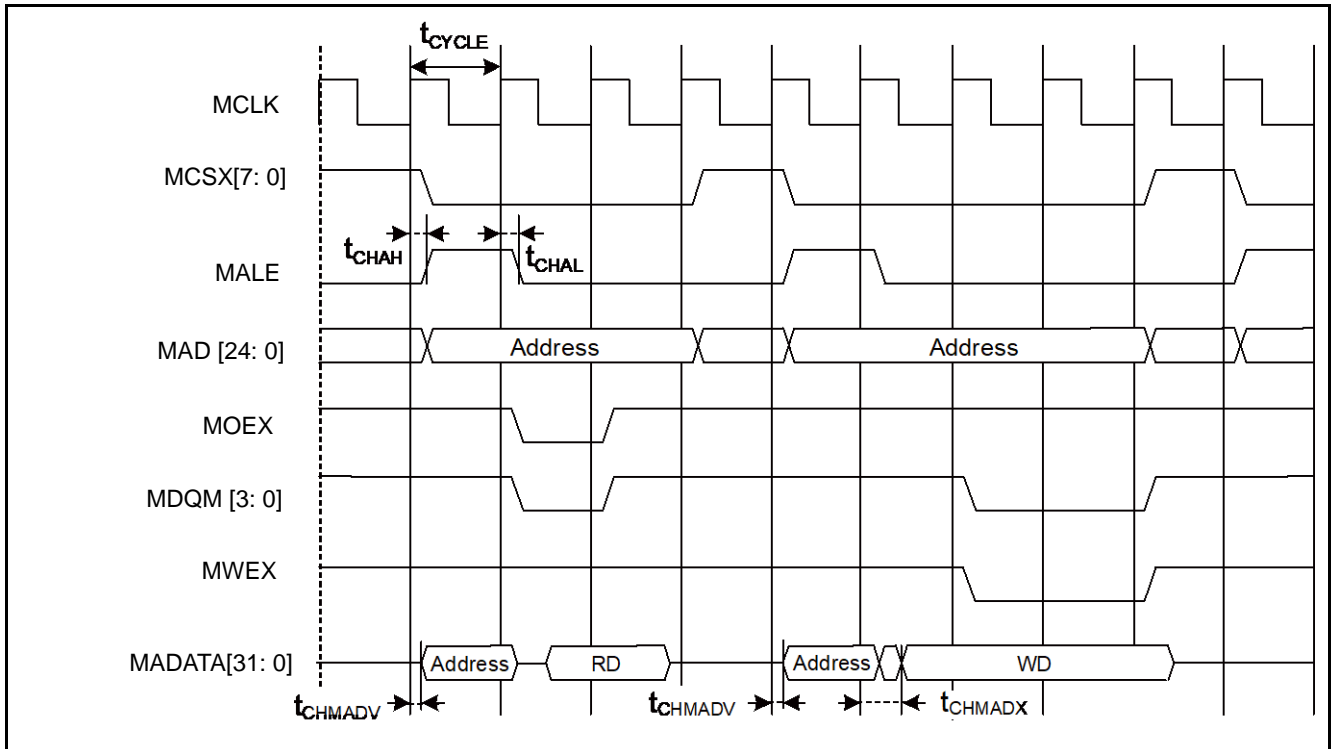 tCYCLE
MCLK
MCSX[7: 0]
tCHAH
tCHAL
MALE
MAD [24: 0]
Address
Address
MOEX
MDQM [3: 0]
MWEX
MADATA[31: 0]
Address
RD
Address
WD
tCHMADV
tCHMADV
tCHMADX